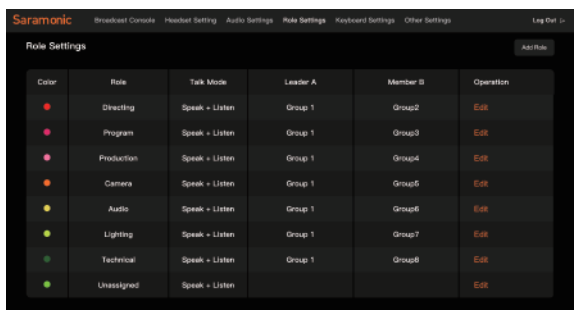 Saramonic Broadcast Console Headset Setting Audio Settings Role Settings Keyboard Settings Other Settings Log Out
Role Settings Add Role
Color Role Talk Mode Leader A Member B Operation
Directing Speak + Listen Group 1 Group2 Edit
Program Speak + Listen Group 1 Group3 Edit
Production Speak + Listen Group 1 Group4 Edit
Camera Speak + Listen Group 1 Group5 Edit
Audio Speak + Listen Group 1 Group6 Edit
Lighting Speak + Listen Group 1 Group7 Edit
Technical Speak + Listen Group 1 Group8 Edit
Unassigned Speak + Listen Edit